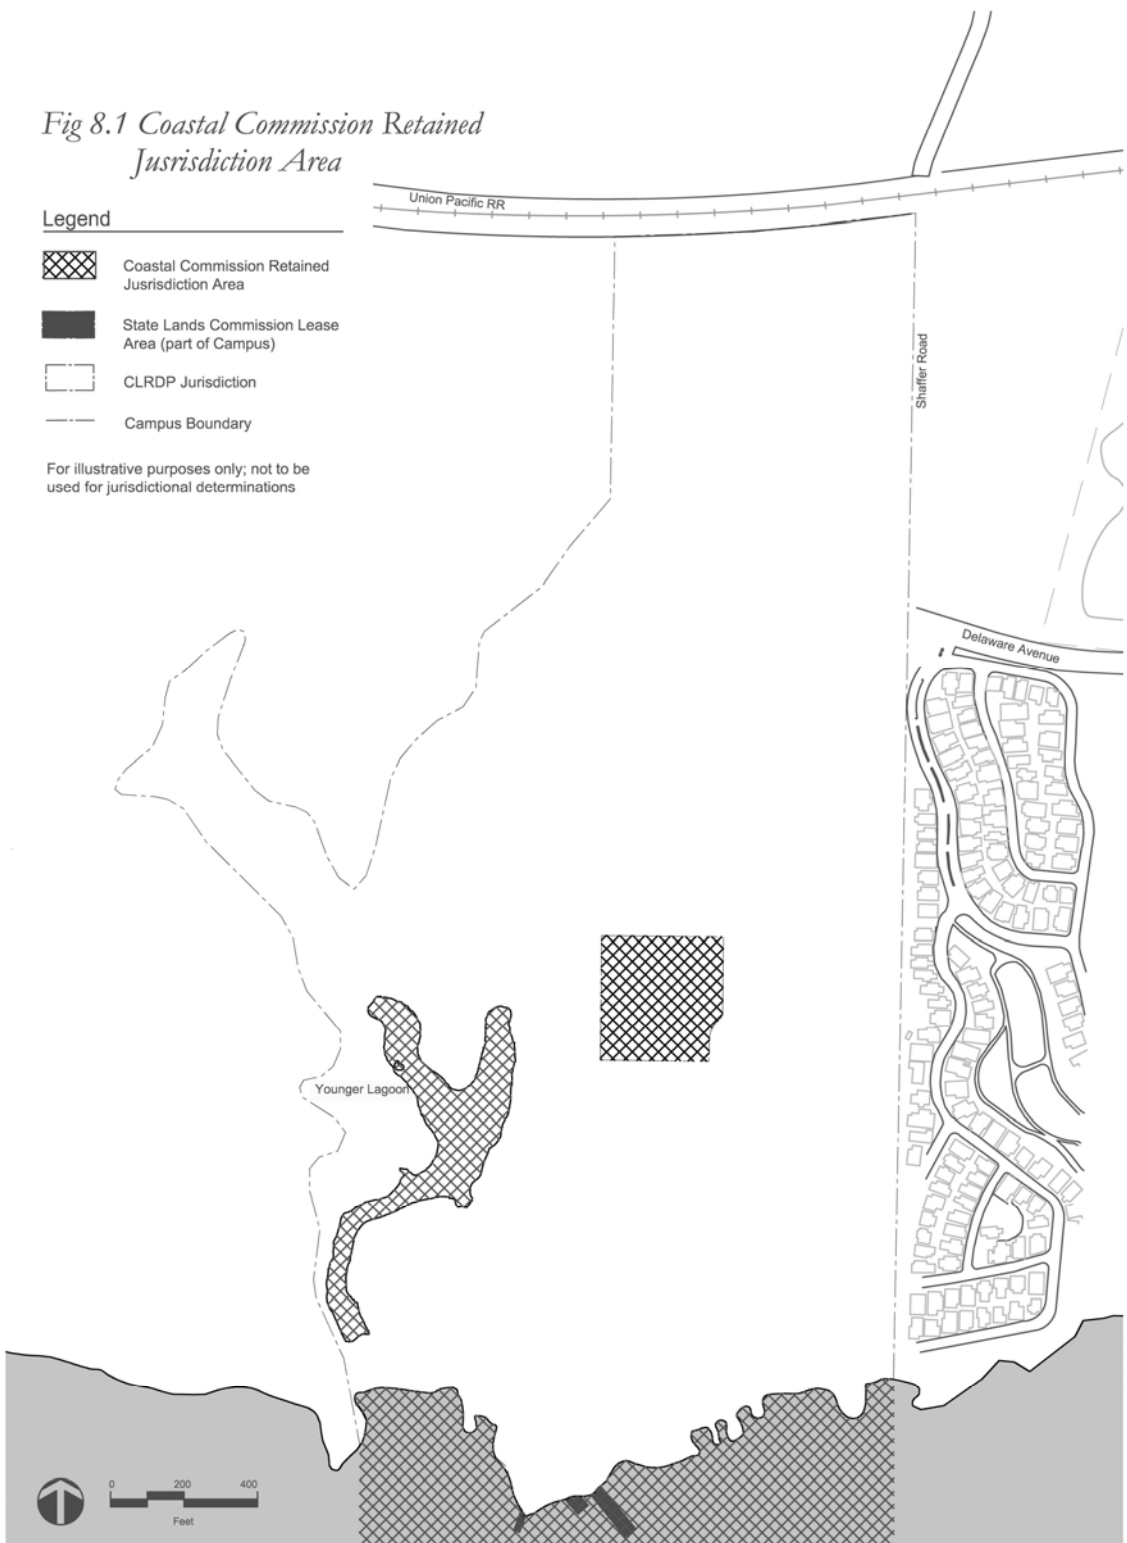 Fig 8.1 Coastal Commission Retained
Jusrisdiction Area
Legend
Coastal Commission Retained
Jusrisdiction Area
State Lands Commission Lease
Area (part of Campus)
CLRDP Jurisdiction
Campus Boundary
For illustrative purposes only; not to be
used for jurisdictional determinations
Union Pacific RR
Shaffer Road
Delaware Avenue
Younger Lagoon
0 200 400
Feet